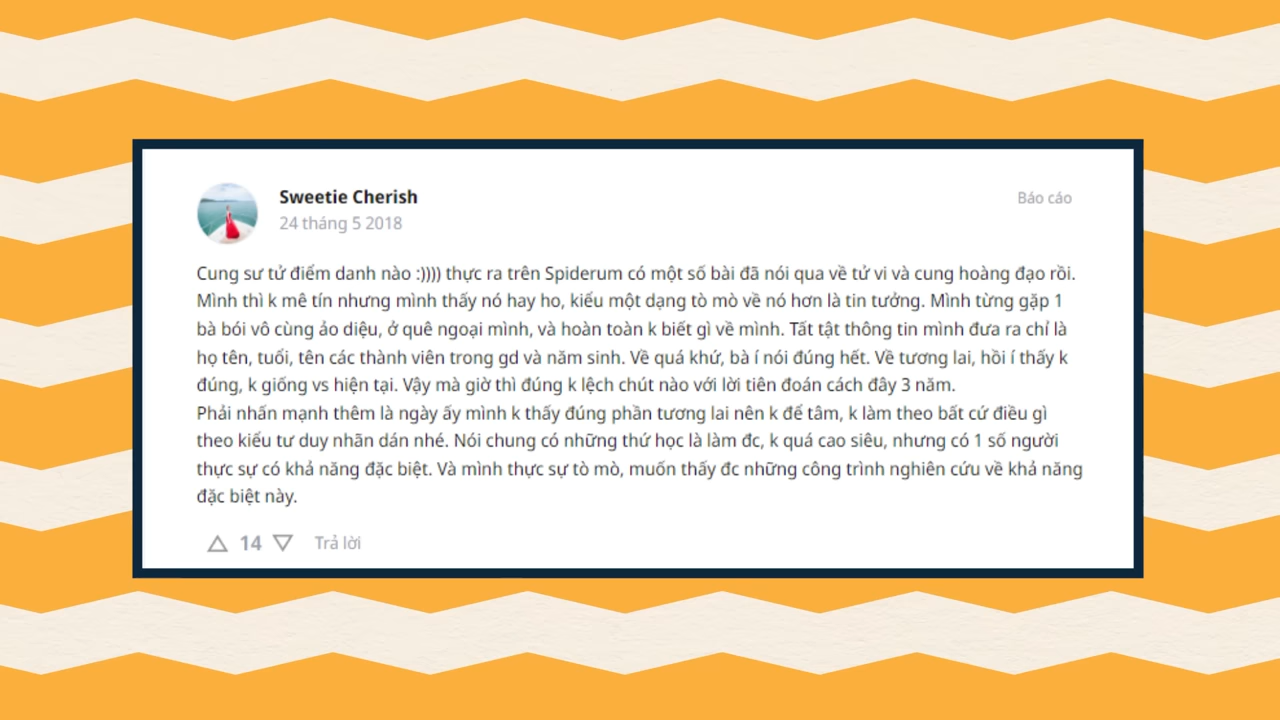 Sweetie Cherish
Báo cáo
24 tháng 5 2018
Cung sư tử điểm danh nào :)))) thực ra trên Spiderum có một số bài đã nói qua về tử vi và cung hoàng đạo rồi.
Mình thì k mê tín nhưng mình thấy nó hay ho, kiểu một dạng tò mò về nó hơn là tin tưởng. Mình từng gặp 1
bà bói vô cùng ảo diệu, ở quê ngoại mình, và hoàn toàn k biết gì về mình. Tất tật thông tin mình đưa ra chỉ là
họ tên, tuổi, tên các thành viên trong gd và năm sinh. Về quá khứ, bà í nói đúng hết. Về tương lai, hồi í thấy k
đúng, k giống vs hiện tại. Vậy mà giờ thì đúng k lệch chút nào với lời tiên đoán cách đây 3 năm.
Phải nhấn mạnh thêm là ngày ấy mình k thấy đúng phần tương lai nên k để tâm, k làm theo bất cứ điều gì
theo kiểu tư duy nhãn dán nhé. Nói chung có những thứ học là làm đc, k quá cao siêu, nhưng có 1 số người
thực sự có khả năng đặc biệt. Và mình thực sự tò mò, muốn thấy đc những công trình nghiên cứu về khả năng
đặc biệt này.
14 Trả lời